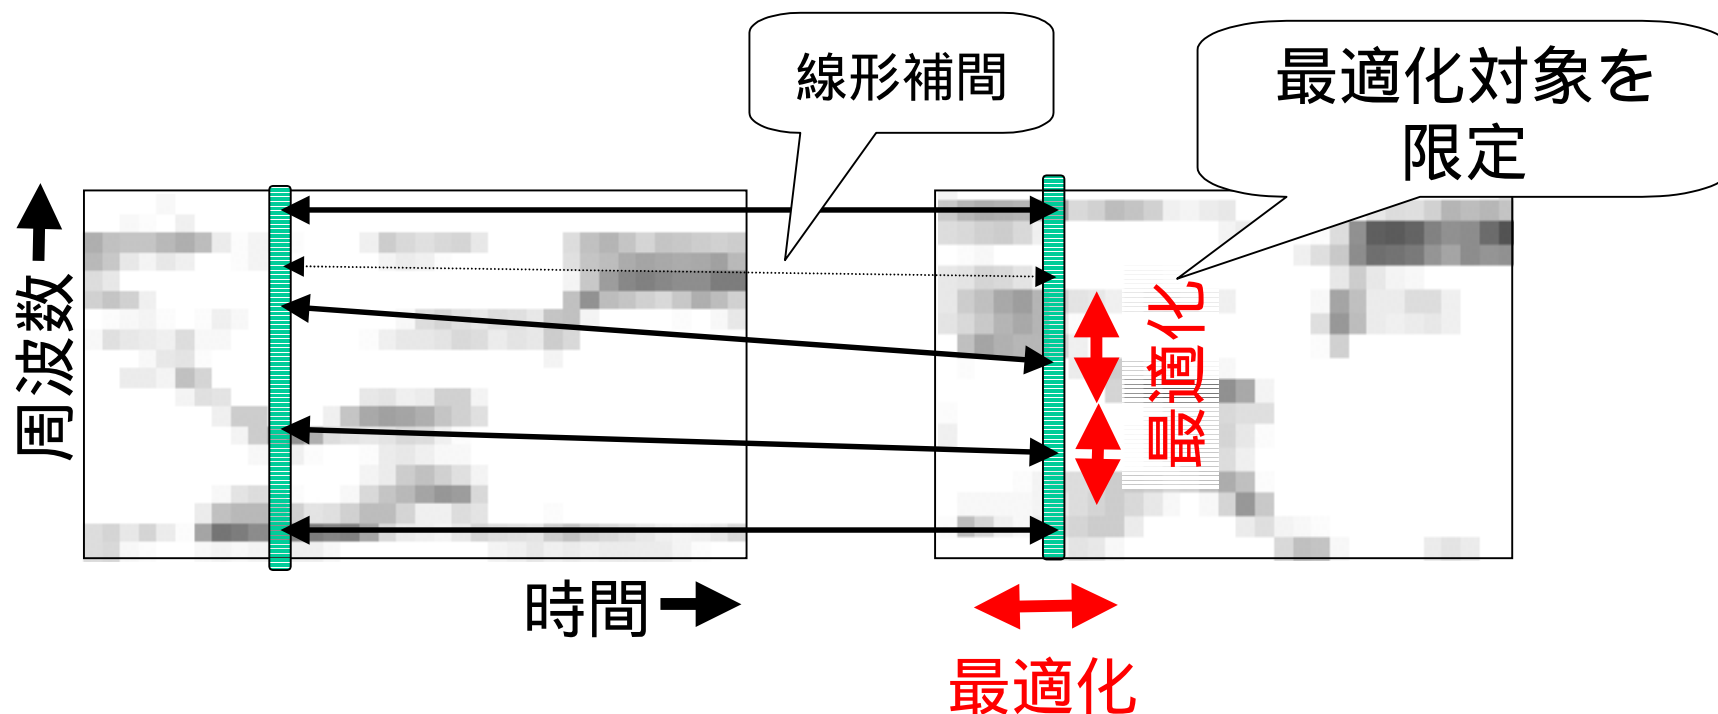 線形補間
最適化対象を
限定
周波数
最適化
時間
最適化